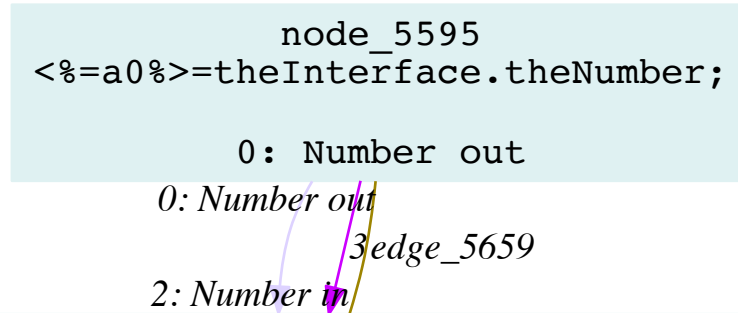 node_5595
<%=a0%>=theInterface.theNumber;
0: Number out
0: Number out
3edge_5659
2: Number in